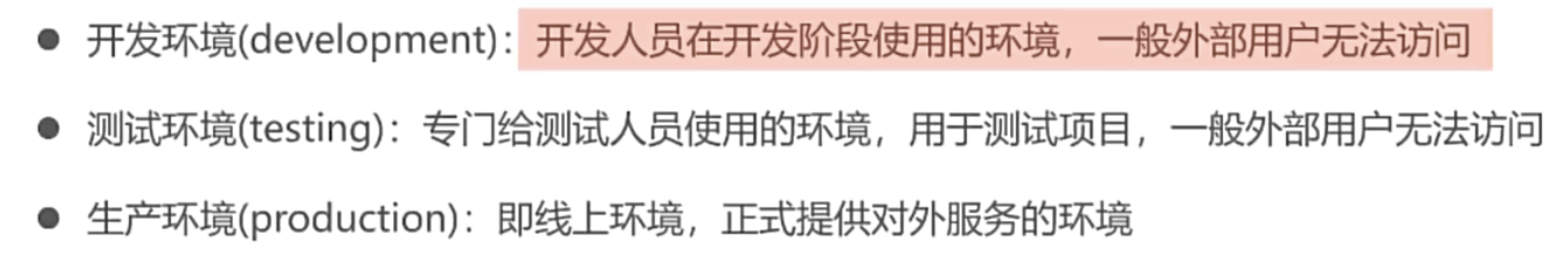 ● 开发环境(development)：开发人员在开发阶段使用的环境，一般外部用户无法访问
● 测试环境(testing)：专门给测试人员使用的环境，用于测试项目，一般外部用户无法访问
● 生产环境(production)：即线上环境，正式提供对外服务的环境